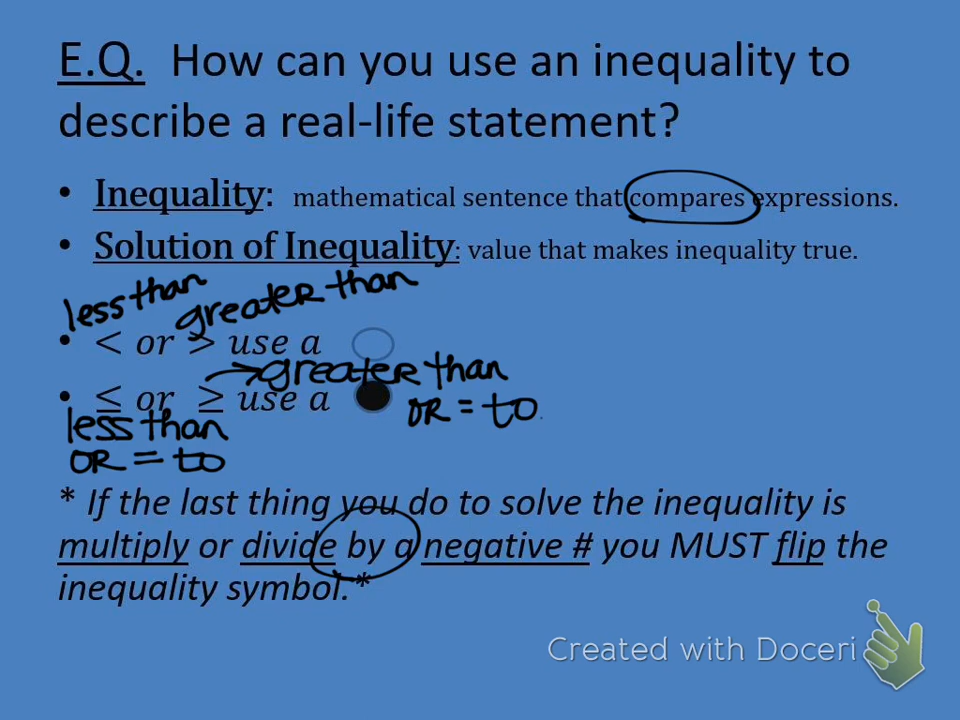 E.Q. How can you use an inequality to
describe a real-life statement?
• Inequality: mathematical sentence that compares expressions.
• Solution of Inequality: value that makes inequality true.
less than greater than
• < or > use a
greater than
• ≤ or ≥ use a
OR = to
less than
OR = to
* If the last thing you do to solve the inequality is
multiply or divide by a negative # you MUST flip the
inequality symbol.*
Created with Doceri